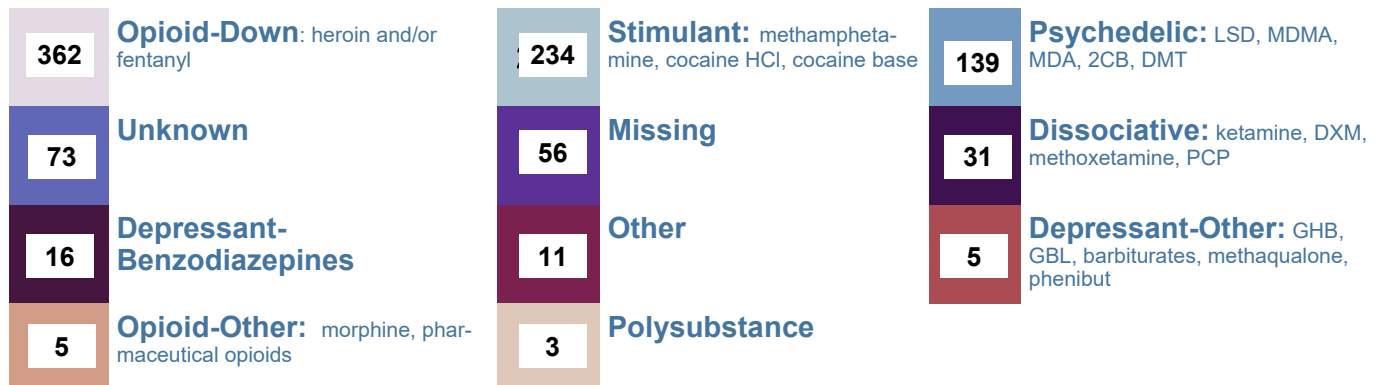 362
Opioid-Down: heroin and/or
fentanyl
234
Stimulant: methampheta-
mine, cocaine HCl, cocaine base
139
Psychedelic: LSD, MDMA,
MDA, 2CB, DMT
73
Unknown
56
Missing
31
Dissociative: ketamine, DXM,
methoxetamine, PCP
16
Depressant-
Benzodiazepines
11
Other
5
Depressant-Other: GHB,
GBL, barbiturates, methaqualone,
phenibut
5
Opioid-Other: morphine, phar-
maceutical opioids
3
Polysubstance